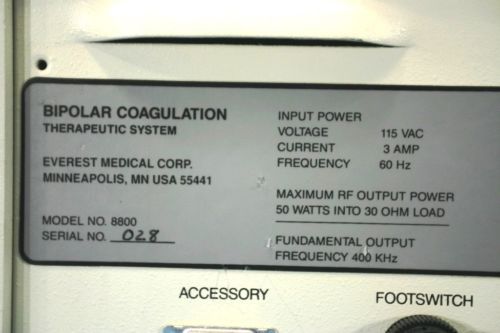 BIPOLAR COAGULATION
THERAPEUTIC SYSTEM
EVEREST MEDICAL CORP.
MINNEAPOLIS, MN USA 55441
MODEL NO. 8800
SERIAL NO. 028
INPUT POWER
VOLTAGE 115 VAC
CURRENT 3 AMP
FREQUENCY 60 Hz
MAXIMUM RF OUTPUT POWER
50 WATTS INTO 30 OHM LOAD
FUNDAMENTAL OUTPUT
FREQUENCY 400 KHz
ACCESSORY
FOOTSWITCH